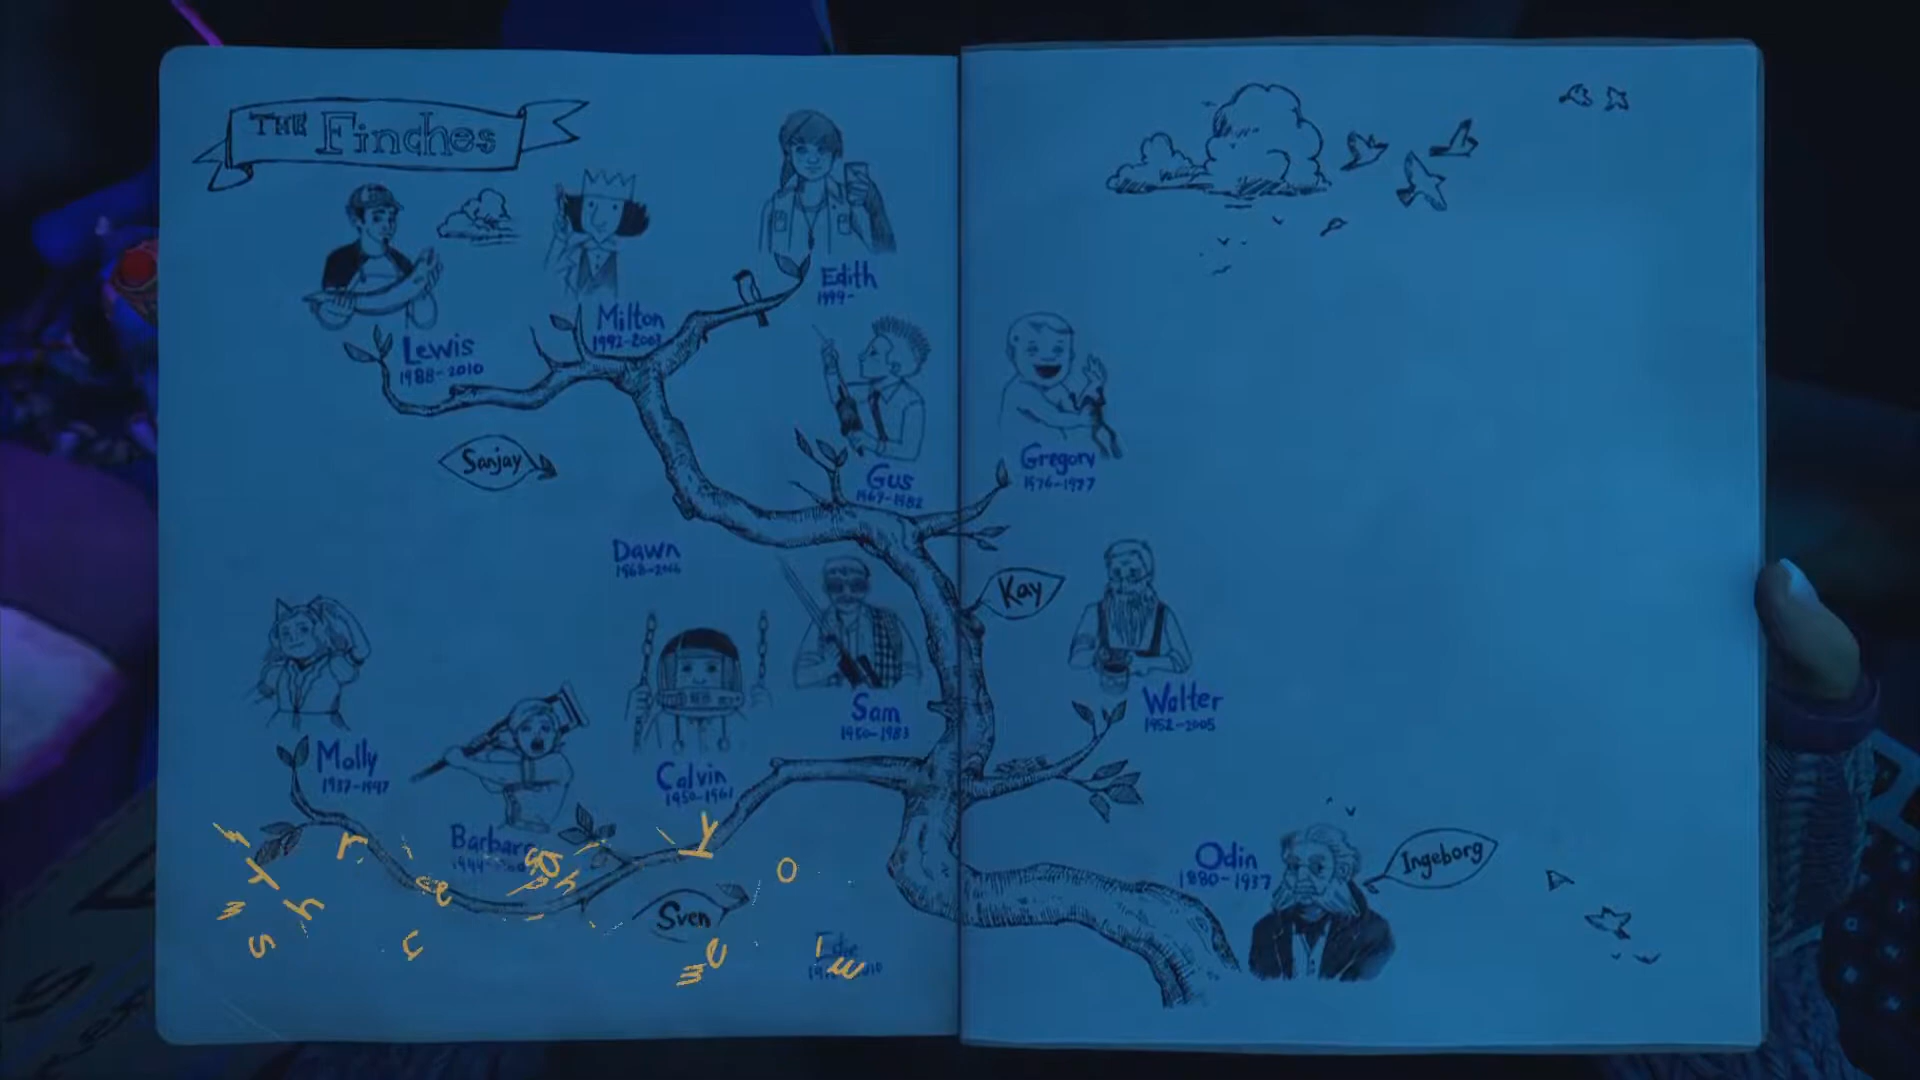 THE Finches
Edith
1999-
Milton
1992-2003
Lewis
1988-2010
Sanjay
Gus
1969-1982
Gregory
1976-1977
Dawn
1968-2016
Kay
Sam
1950-1983
Walter
1952-2005
Molly
1937-1947
Calvin
1950-1961
Barbara
Odin
1880-1937
Ingeborg
Sven
Edie